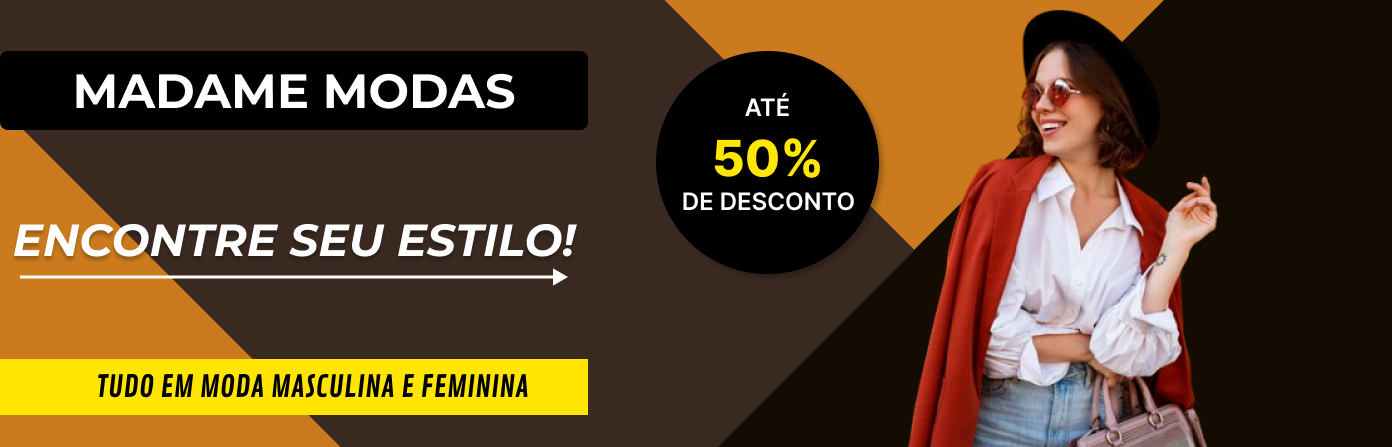 MADAME MODAS
ENCONTRE SEU ESTILO!
TUDO EM MODA MASCULINA E FEMININA
ATÉ
50%
DE DESCONTO